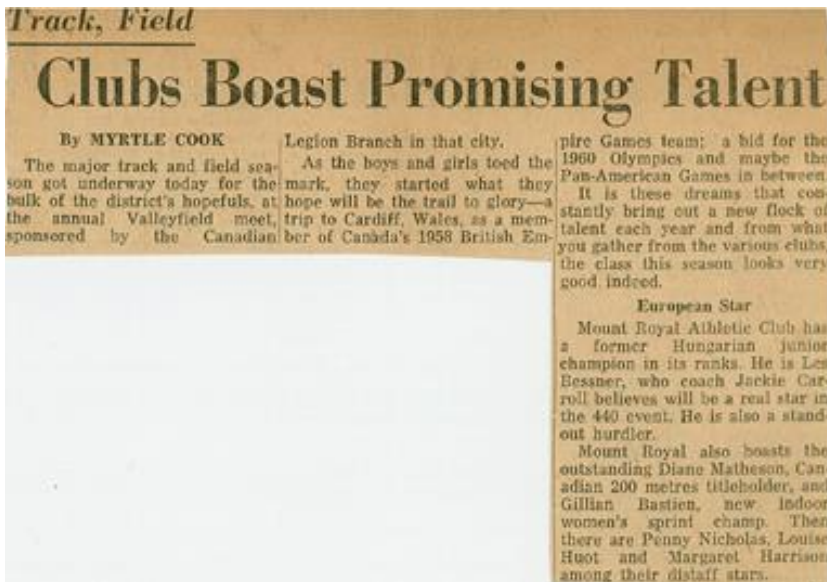 Track, Field
Clubs Boast Promising Talent
By MYRTLE COOK
The major track and field sea-
son got underway today for the
bulk of the district's hopefuls, at
the annual Valleyfield meet,
sponsored by the Canadian
Legion Branch in that city.
As the boys and girls toed the
mark, they started what they
hope will be the trail to glory—a
trip to Cardiff, Wales, as a mem-
ber of Canada's 1958 British Em-
pire Games team; a bid for the
1960 Olympics and maybe the
Pan-American Games in between
It is these dreams that con-
stantly bring out a new flock of
talent each year and from what
you gather from the various clubs,
the class this season looks very
good indeed.
European Star
Mount Royal Athletic Club has
a former Hungarian junior
champion in its ranks. He is Les
Bessner, who coach Jackie Car-
roll believes will be a real star in
the 440 event. He is also a stand-
out hurdler.
Mount Royal also boasts the
outstanding Diane Matheson, Can-
adian 200 metres titleholder, and
Gillian Bastien, new indoor
women's sprint champ. Then
there are Penny Nicholas, Louise
Huot and Margaret Harrison
among their distaff stars.